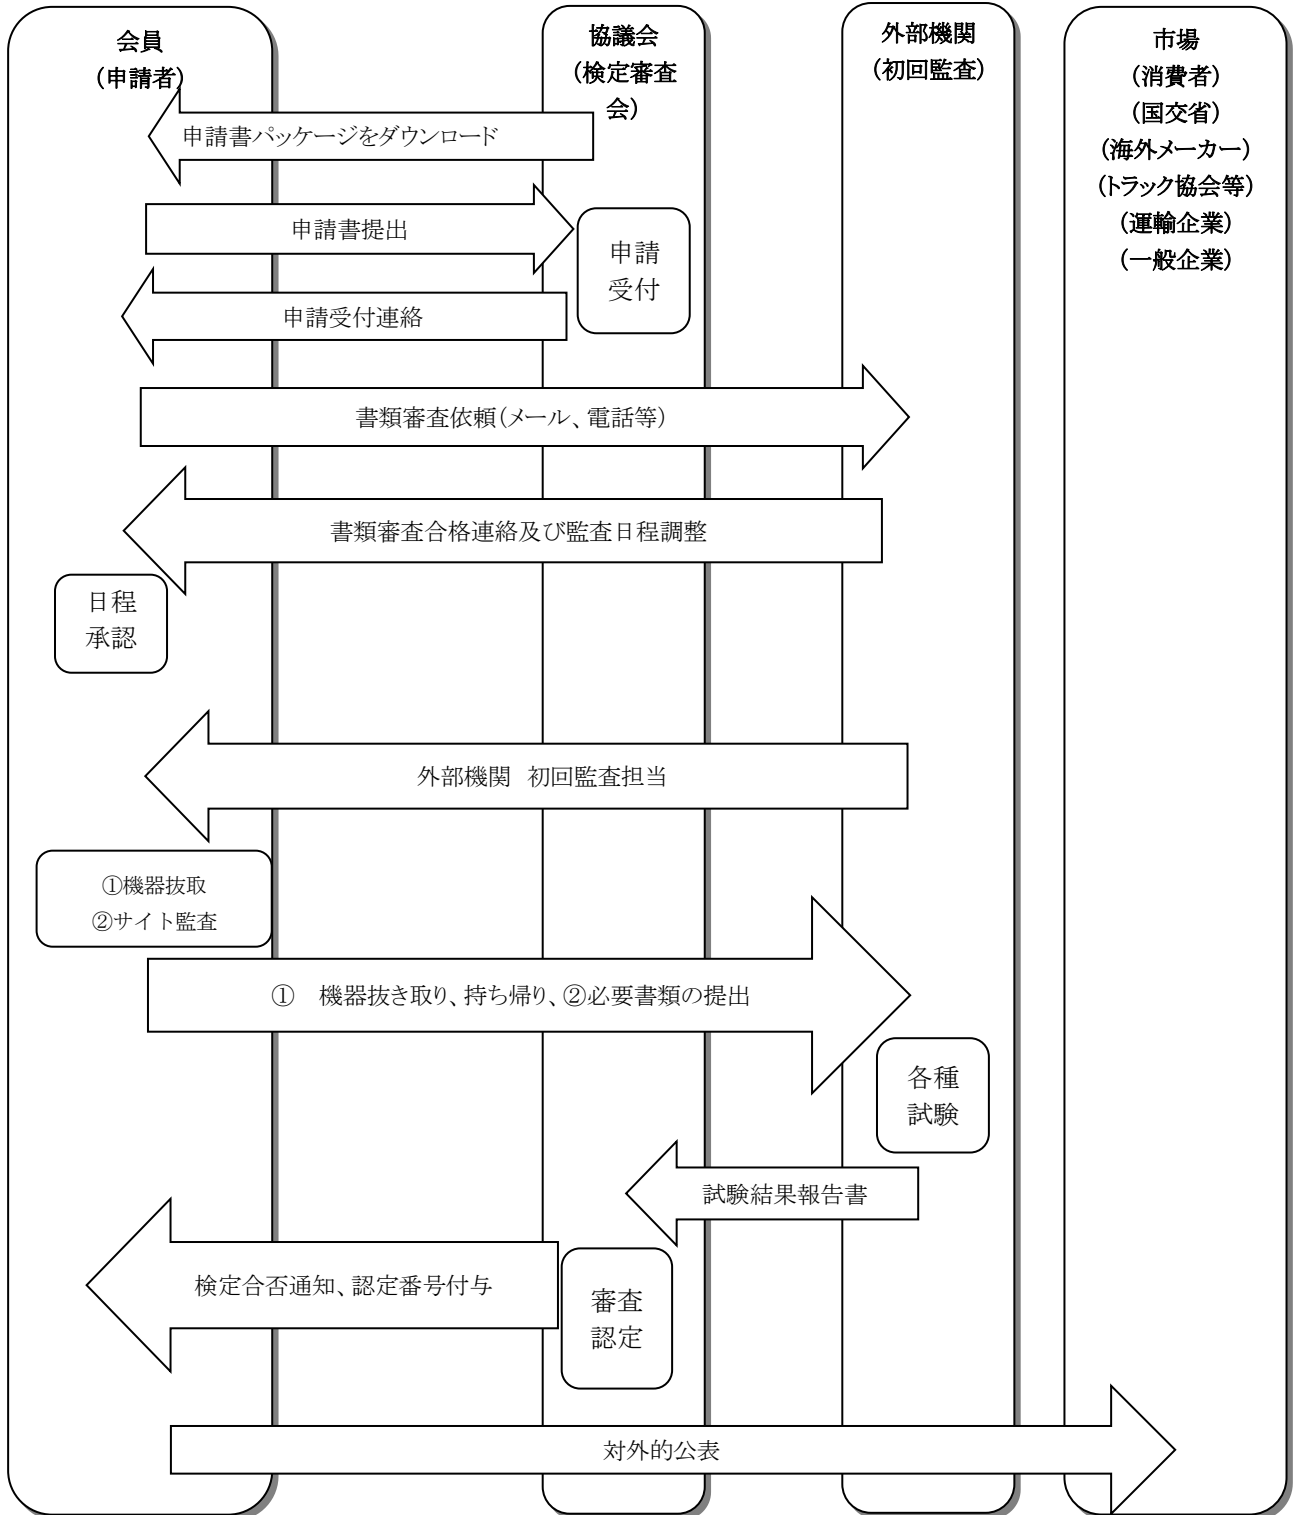 会員
(申請者)
協議会
(検定審査
会)
外部機関
(初回監査)
市場
(消費者)
(国交省)
(海外メーカー)
(トラック協会等)
(運輸企業)
(一般企業)
申請書パッケージをダウンロード
申請書提出
申請
受付
申請受付連絡
書類審査依頼(メール、電話等)
書類審査合格連絡及び監査日程調整
日程
承認
外部機関　初回監査担当
①機器抜取
②サイト監査
①　機器抜き取り、持ち帰り、②必要書類の提出
各種
試験
試験結果報告書
検定合否通知、認定番号付与
審査
認定
対外的公表